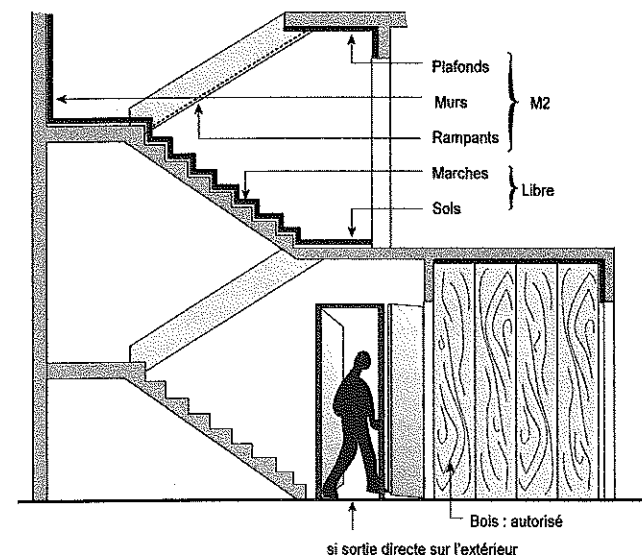 Plafonds
Murs
M2
Rampants
Marches
Libre
Sols
Bois : autorisé
si sortie directe sur l'extérieur